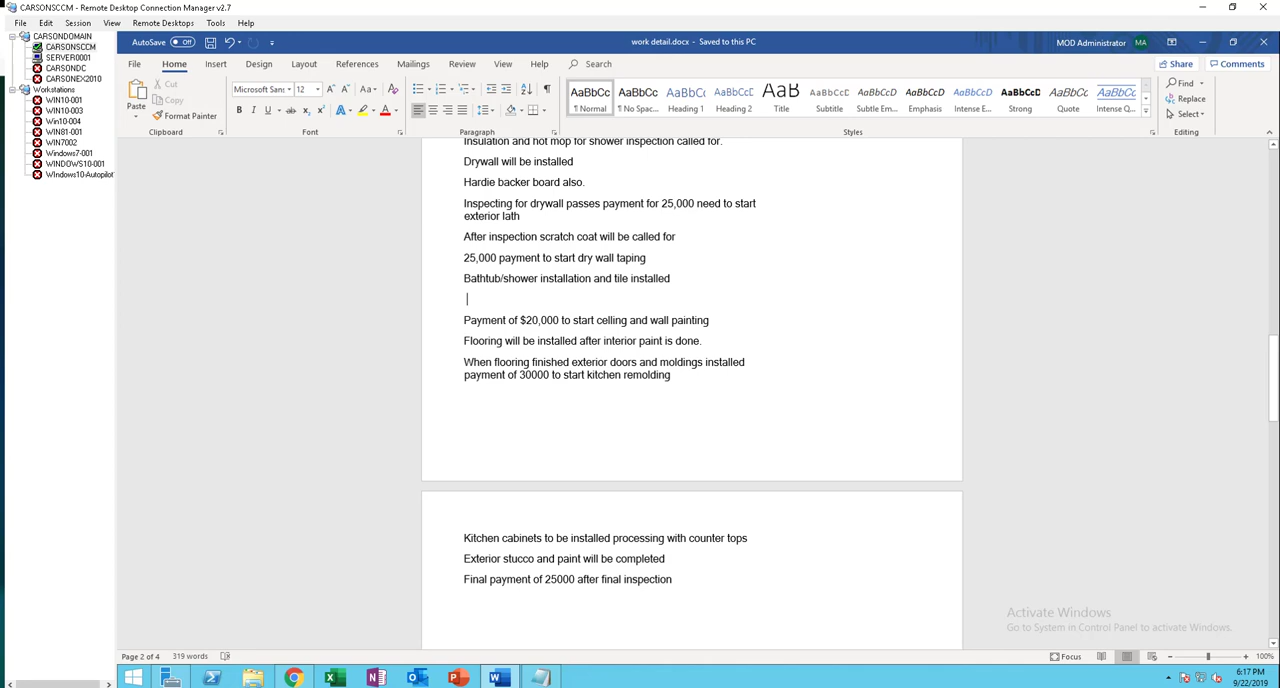 CARSONSCCM - Remote Desktop Connection Manager v2.7
File Edit Session View Remote Desktops Tools Help
CARSONDOMAIN
CARSONSCCM
SERVER0001
CARSONDC
CARSONEX2010
Workstations
WIN10-001
WIN10-003
Win10-004
WIN81-001
WIN7002
Windows7-001
WINDOWS10-001
WIndows10-Autopilot
AutoSave Off
work detail.docx - Saved to this PC
MOD Administrator MA
File Home Insert Design Layout References Mailings Review View Help Search
Share Comments
Paste
Cut
Copy
Format Painter
Clipboard
Microsoft Sans 12
Font
Paragraph
AaBbCc AaBbCc AaBbCc AaBbCcD AaB AaBbCcD AaBbCcD AaBbCcD AaBbCcD AaBbCc AaBbCcD AaBbCc
¶ Normal ¶ No Spac... Heading 1 Heading 2 Title Subtitle Subtle Em... Emphasis Intense E... Strong Quote Intense Q...
Styles
Find
Replace
Select
Editing
Insulation and hot mop for shower inspection called for.
Drywall will be installed
Hardie backer board also.
Inspecting for drywall passes payment for 25,000 need to start
exterior lath
After inspection scratch coat will be called for
25,000 payment to start dry wall taping
Bathtub/shower installation and tile installed
Payment of $20,000 to start celling and wall painting
Flooring will be installed after interior paint is done.
When flooring finished exterior doors and moldings installed
payment of 30000 to start kitchen remolding
Kitchen cabinets to be installed processing with counter tops
Exterior stucco and paint will be completed
Final payment of 25000 after final inspection
Activate Windows
Go to System in Control Panel to activate Windows.
Page 2 of 4 319 words
Focus
100%
6:17 PM
9/22/2019